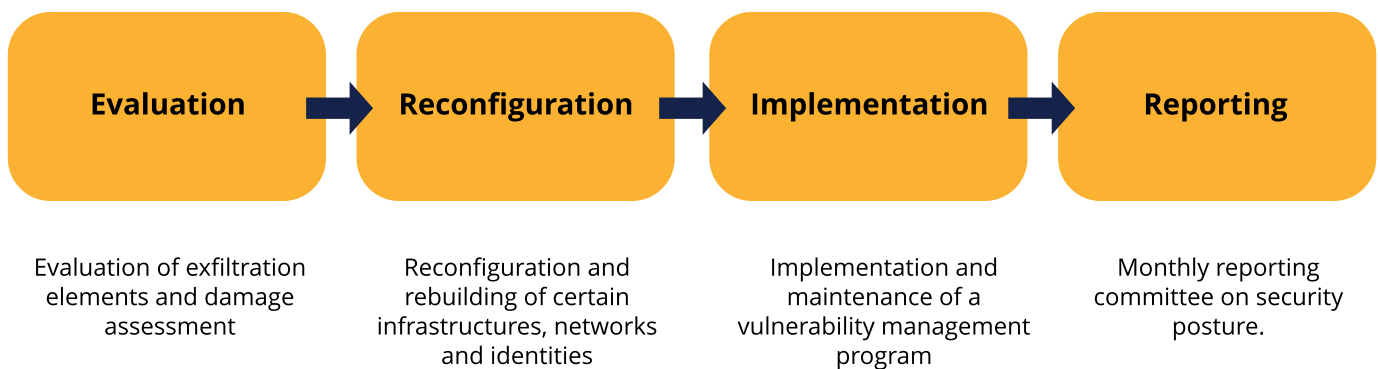 Evaluation
Reconfiguration
Implementation
Reporting
Evaluation of exfiltration
elements and damage
assessment
Reconfiguration and
rebuilding of certain
infrastructures, networks
and identities
Implementation and
maintenance of a
vulnerability management
program
Monthly reporting
committee on security
posture.